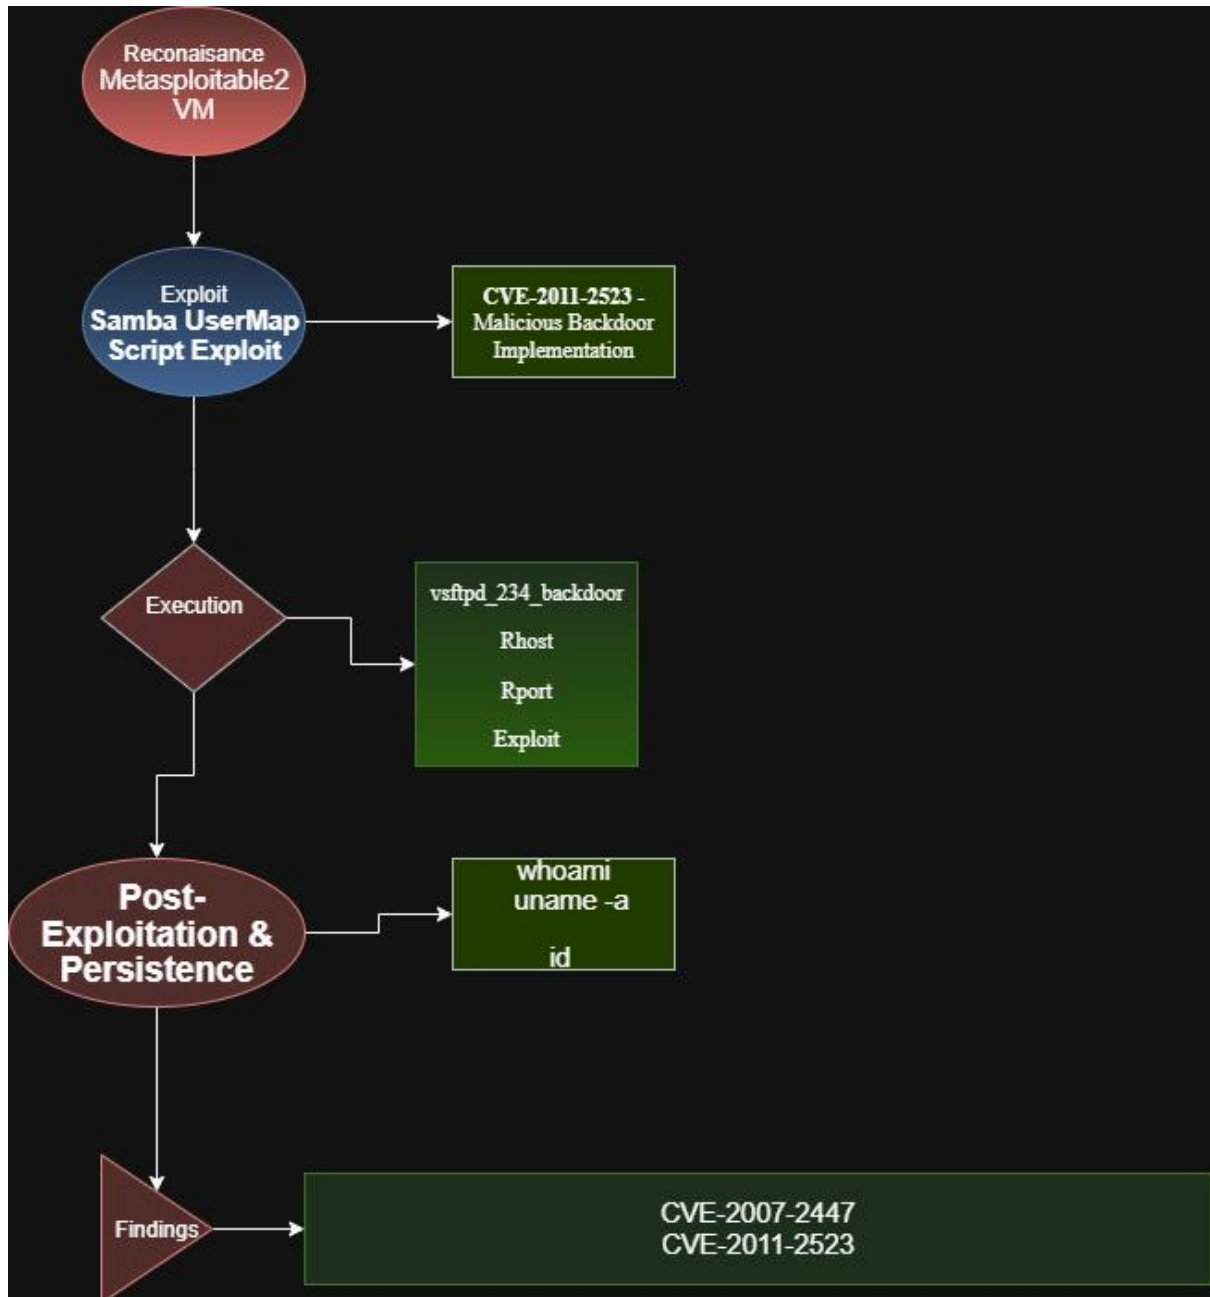 Reconaisance
Metasploitable2
VM
Exploit
Samba UserMap
Script Exploit
CVE-2011-2523 -
Malicious Backdoor
Implementation
Execution
vsftpd_234_backdoor
Rhost
Rport
Exploit
Post-
Exploitation &
Persistence
whoami
uname -a
id
Findings
CVE-2007-2447
CVE-2011-2523